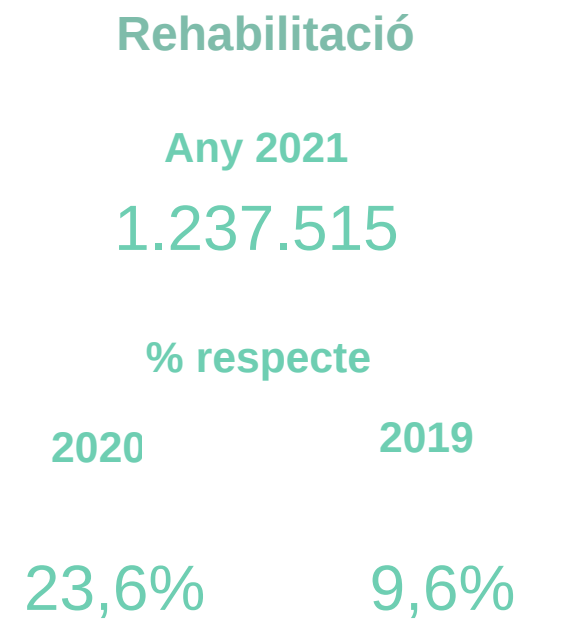 Rehabilitació
Any 2021
1.237.515
% respecte
2020 2019
23,6% 9,6%